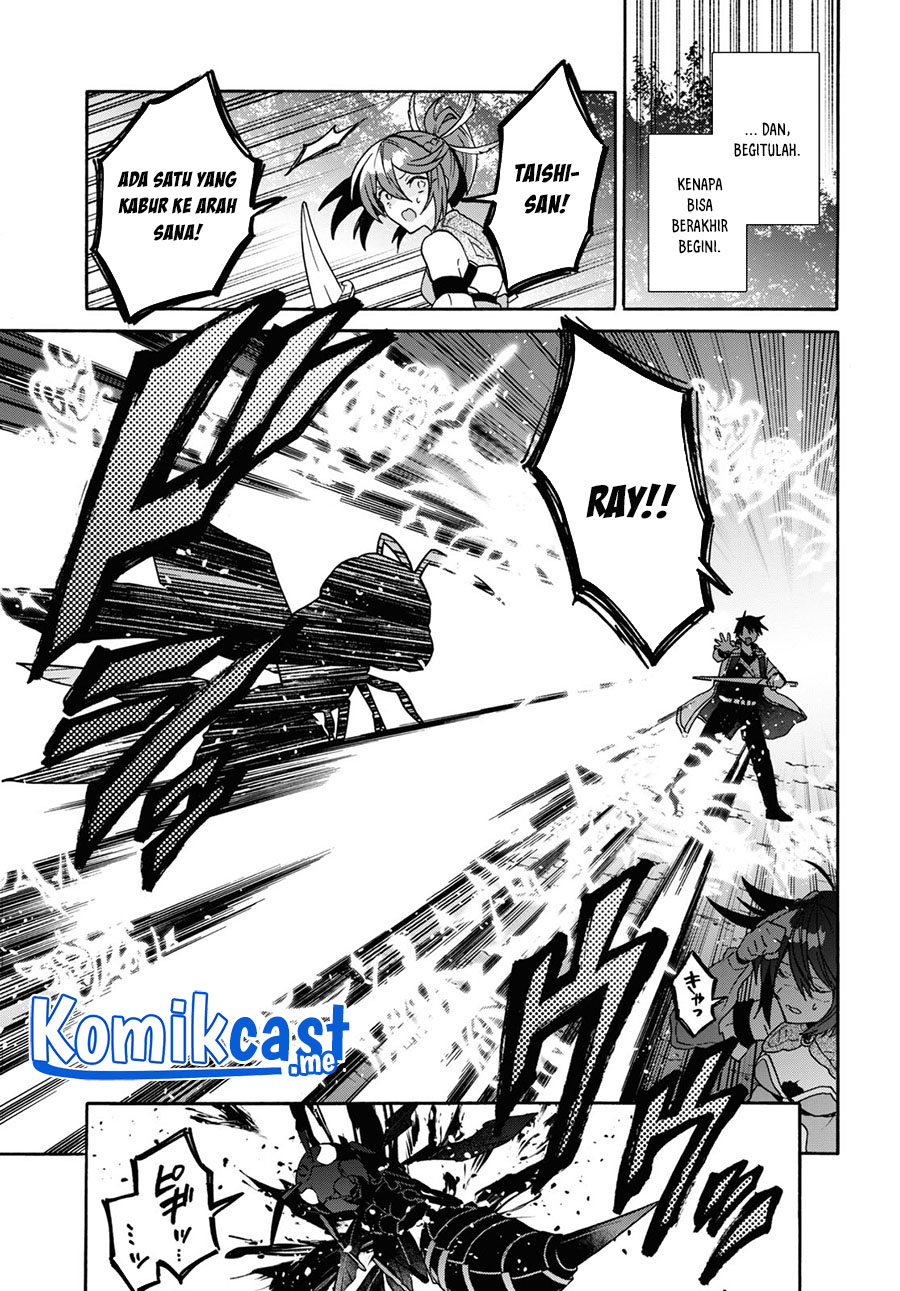 ... DAN,
BEGITULAH.
KENAPA
BISA
BERAKHIR
BEGINI.
TAISHI-
SAN!
ADA SATU YANG
KABUR KE ARAH
SANA!
RAY!!
きゃっ
Komikcast
.me
ピギッ…